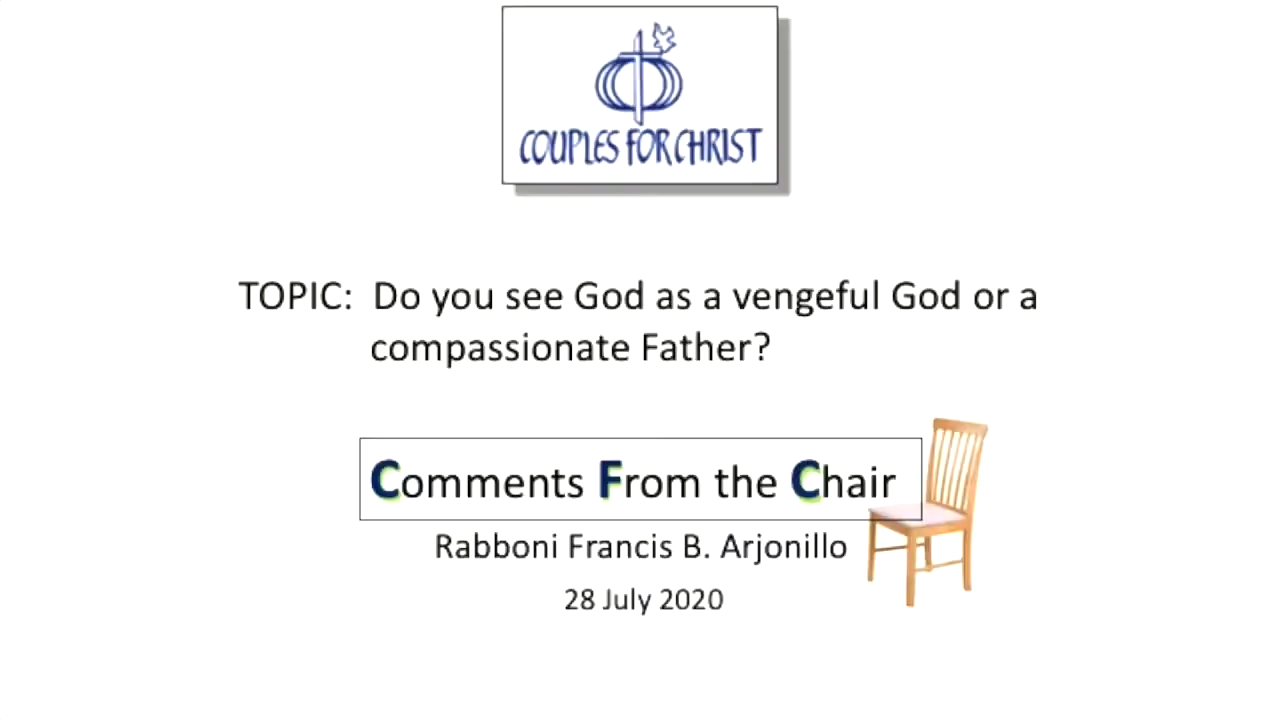 COUPLES FOR CHRIST
TOPIC: Do you see God as a vengeful God or a
compassionate Father?
Comments From the Chair
Rabboni Francis B. Arjonillo
28 July 2020